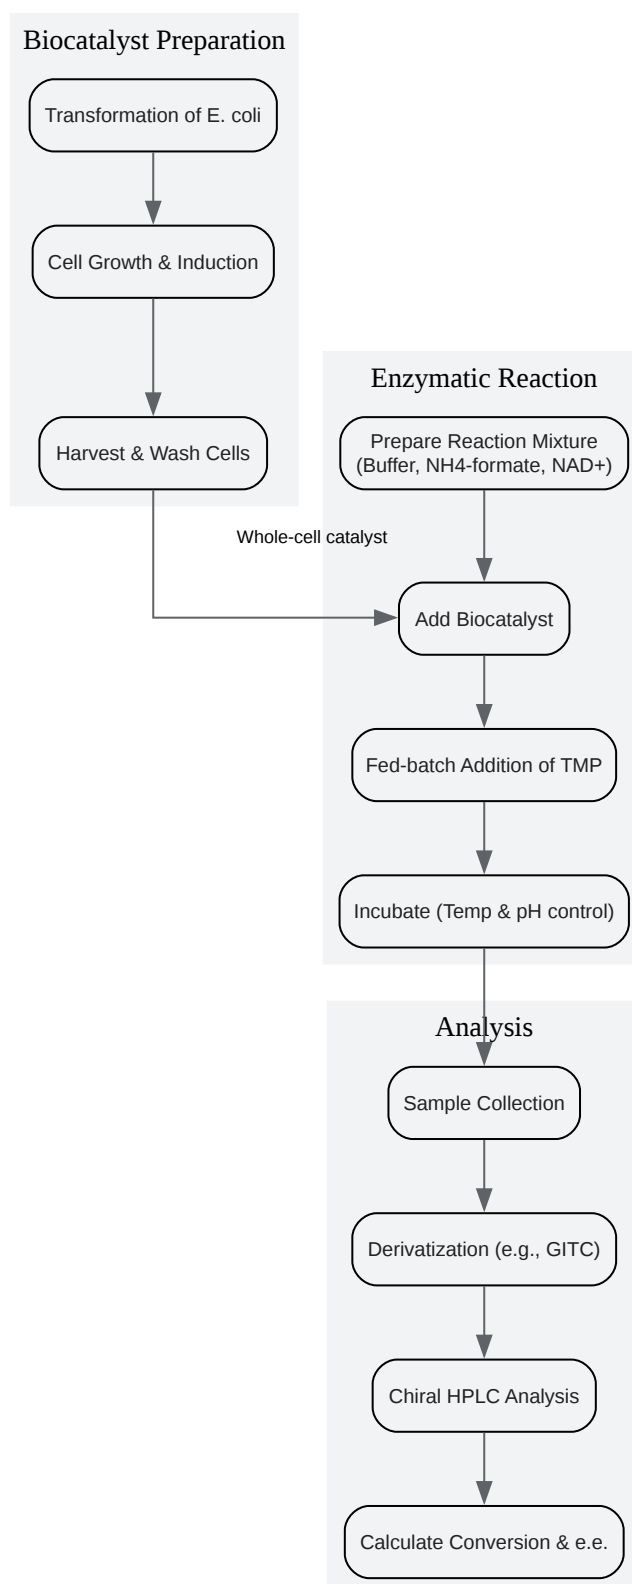 Biocatalyst Preparation
Transformation of E. coli
Cell Growth & Induction
Harvest & Wash Cells
Whole-cell catalyst
Enzymatic Reaction
Prepare Reaction Mixture
(Buffer, NH4-formate, NAD+)
Add Biocatalyst
Fed-batch Addition of TMP
Incubate (Temp & pH control)
Analysis
Sample Collection
Derivatization (e.g., GITC)
Chiral HPLC Analysis
Calculate Conversion & e.e.